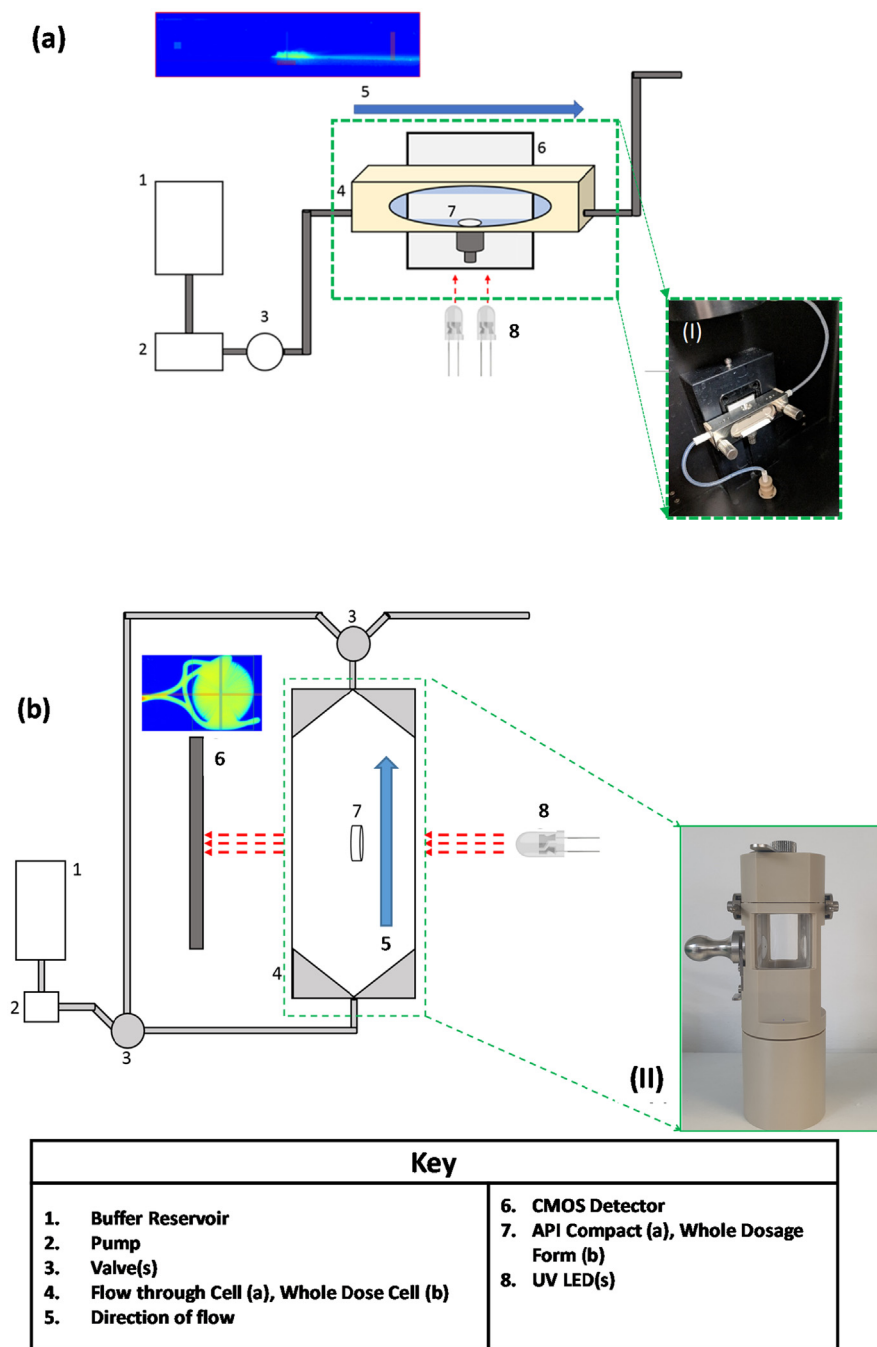 (a)
5
6
1
4
7
3
2
8
(I)
3
(b)
6
7
8
1
5
4
2
3
(II)
Key
1. Buffer Reservoir
2. Pump
3. Valve(s)
4. Flow through Cell (a), Whole Dose Cell (b)
5. Direction of flow
6. CMOS Detector
7. API Compact (a), Whole Dosage
Form (b)
8. UV LED(s)